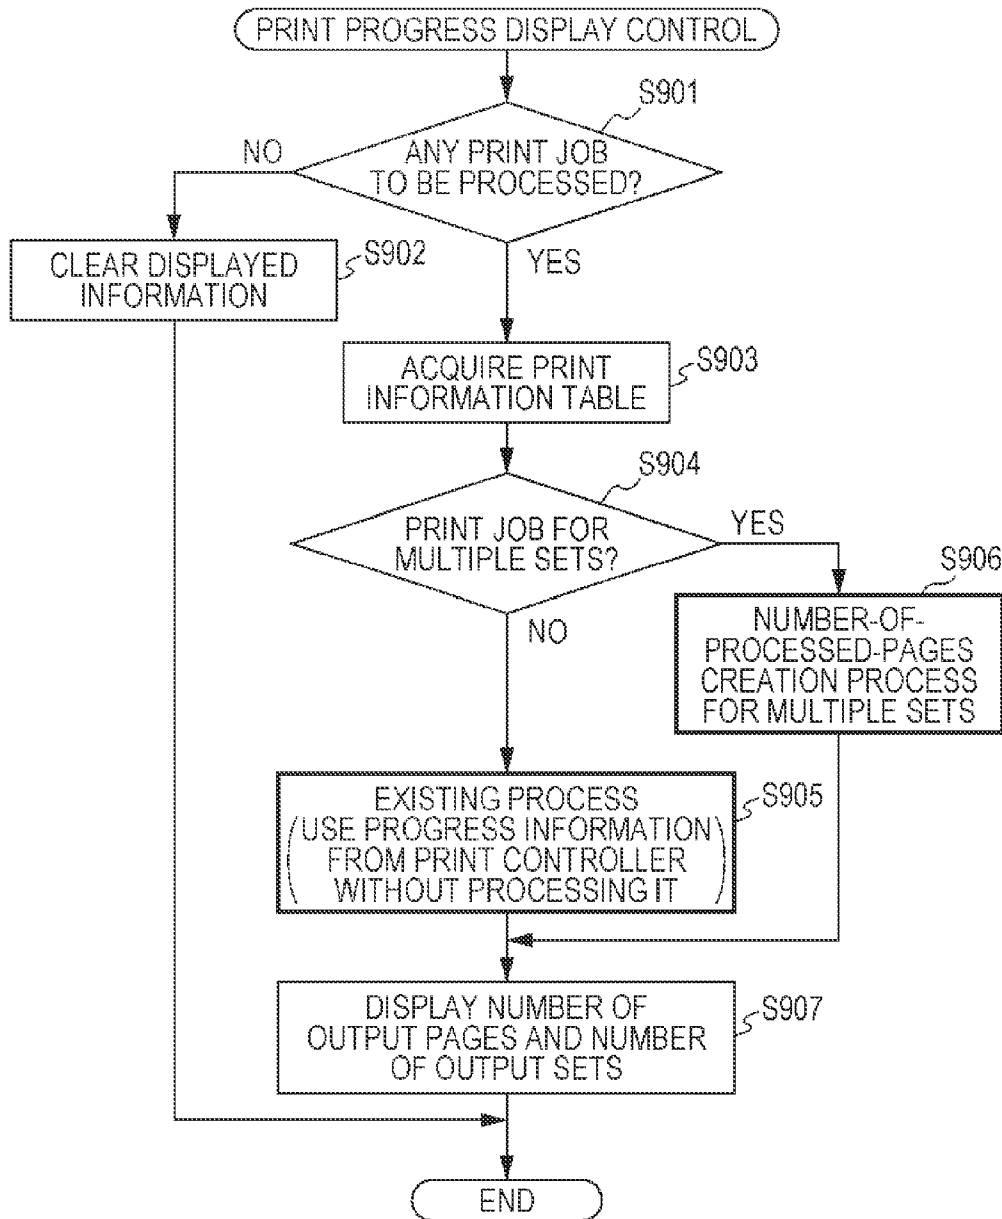 PRINT PROGRESS DISPLAY CONTROL
S901
ANY PRINT JOB
TO BE PROCESSED?
NO
YES
CLEAR DISPLAYED
INFORMATION
S902
ACQUIRE PRINT
INFORMATION TABLE
S903
S904
PRINT JOB FOR
MULTIPLE SETS?
YES
NO
S906
NUMBER-OF-
PROCESSED-PAGES
CREATION PROCESS
FOR MULTIPLE SETS
EXISTING PROCESS
(USE PROGRESS INFORMATION
FROM PRINT CONTROLLER
WITHOUT PROCESSING IT)
S905
DISPLAY NUMBER OF
OUTPUT PAGES AND NUMBER
OF OUTPUT SETS
S907
END